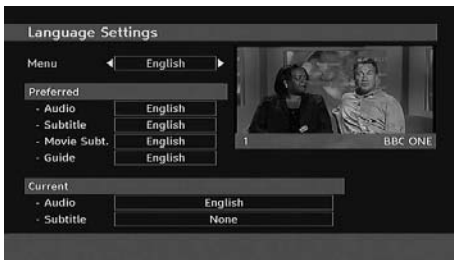 Language Settings
Menu English
Preferred
- Audio English
- Subtitle English
- Movie Subt. English
- Guide English
1 BBC ONE
Current
- Audio English
- Subtitle None